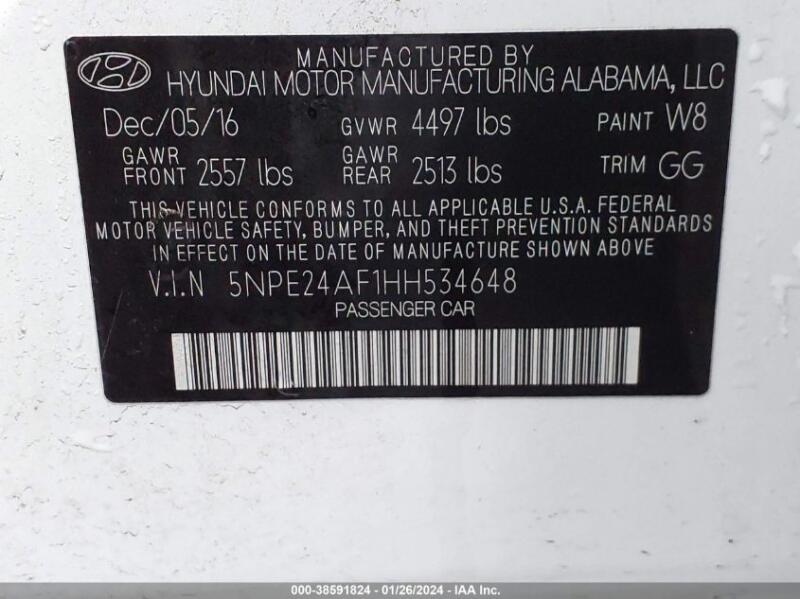 MANUFACTURED BY
HYUNDAI MOTOR MANUFACTURING ALABAMA, LLC
Dec/05/16 GVWR 4497 lbs PAINT W8
GAWR FRONT 2557 lbs GAWR REAR 2513 lbs TRIM GG
THIS VEHICLE CONFORMS TO ALL APPLICABLE U.S.A. FEDERAL
MOTOR VEHICLE SAFETY, BUMPER, AND THEFT PREVENTION STANDARDS
IN EFFECT ON THE DATE OF MANUFACTURE SHOWN ABOVE
V.I.N 5NPE24AF1HH534648
PASSENGER CAR
000-38591824 - 01/26/2024 - IAA Inc.